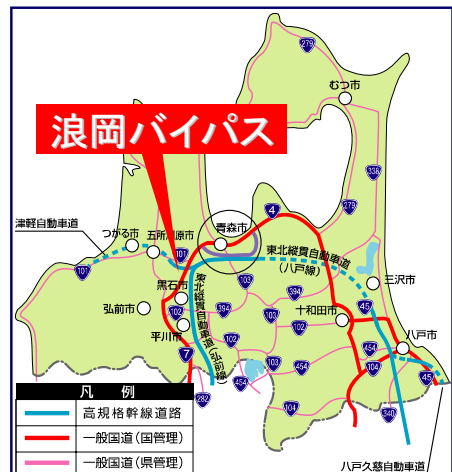 279
むつ市
338
279
浪岡バイパス
4
青森市
津軽自動車道
つがる市
五所川原市
101
101
東北縦貫自動車道
(八戸線)
103
三沢市
黒石市
102
394
394
45
弘前市
東北縦貫自動車道(弘前線)
102
103
十和田市
平川市
102
八戸市
7
103
454
454
104
282
454
104
45
340
八戸久慈自動車道
凡 例
高規格幹線道路
一般国道(国管理)
一般国道(県管理)